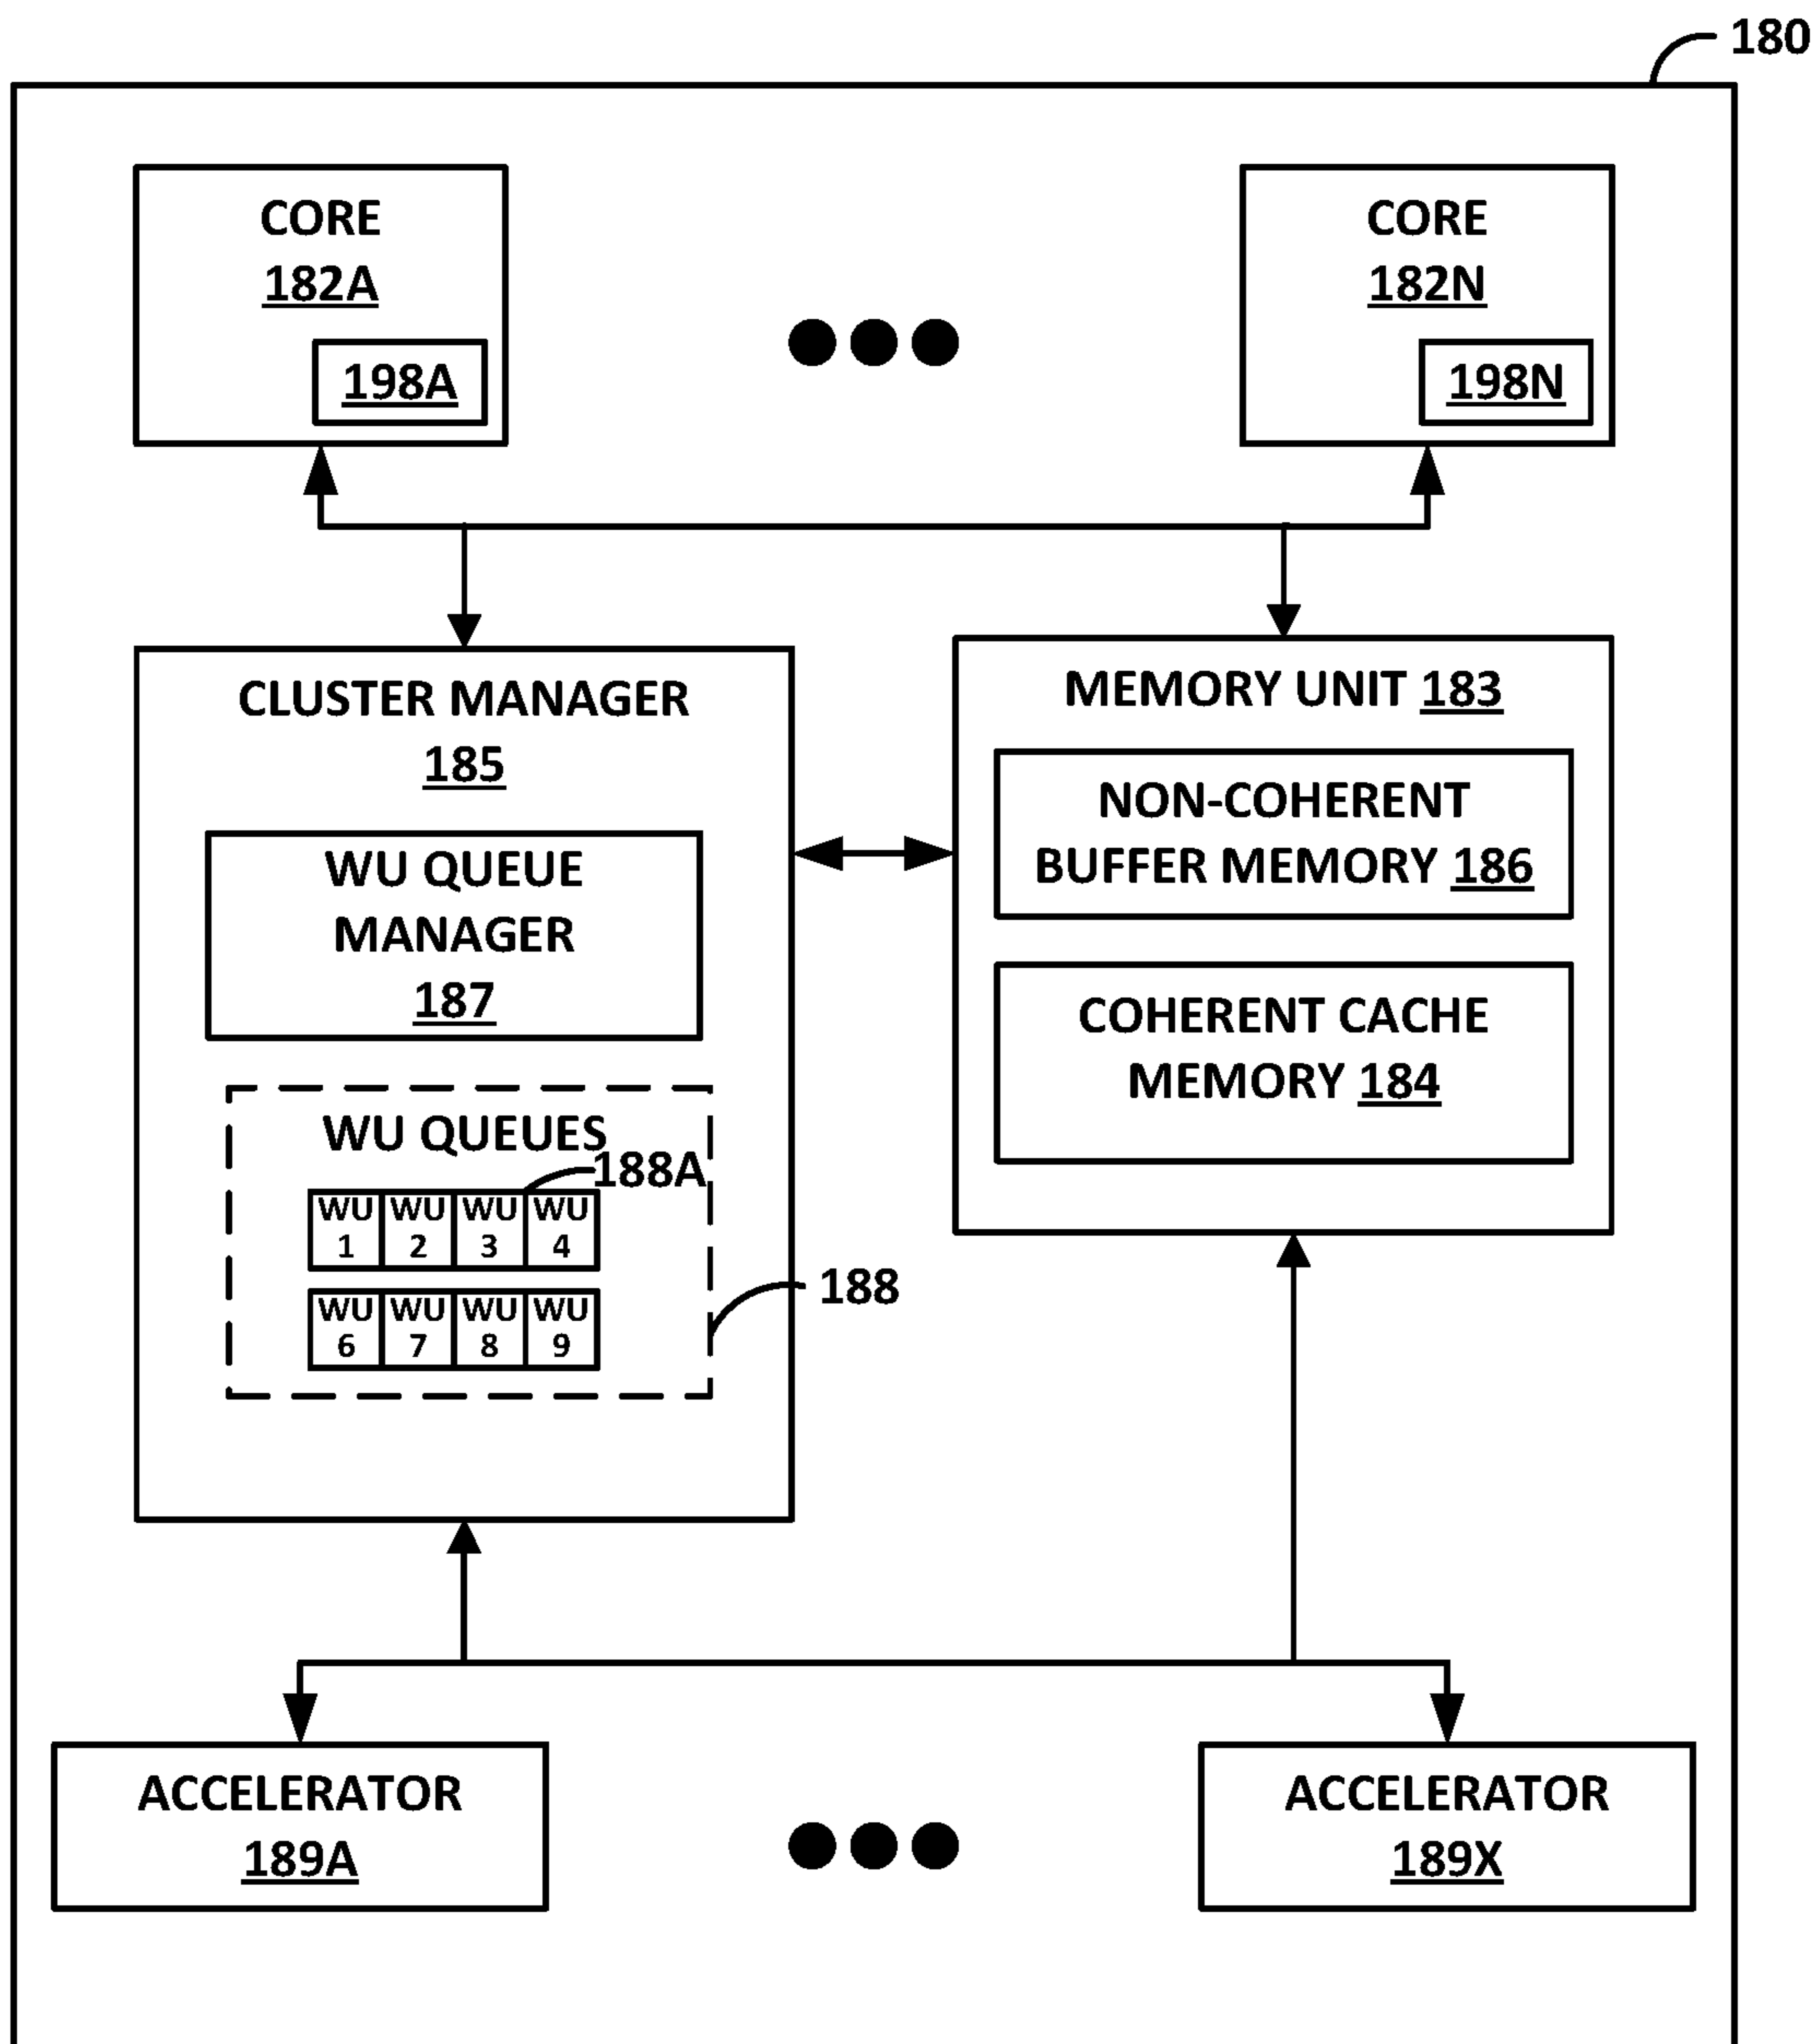 180
CORE
182A
198A
CORE
182N
198N
CLUSTER MANAGER
185
WU QUEUE
MANAGER
187
WU QUEUES
188A
WU WU WU WU
1 2 3 4
WU WU WU WU
6 7 8 9
188
MEMORY UNIT 183
NON-COHERENT
BUFFER MEMORY 186
COHERENT CACHE
MEMORY 184
ACCELERATOR
189A
ACCELERATOR
189X